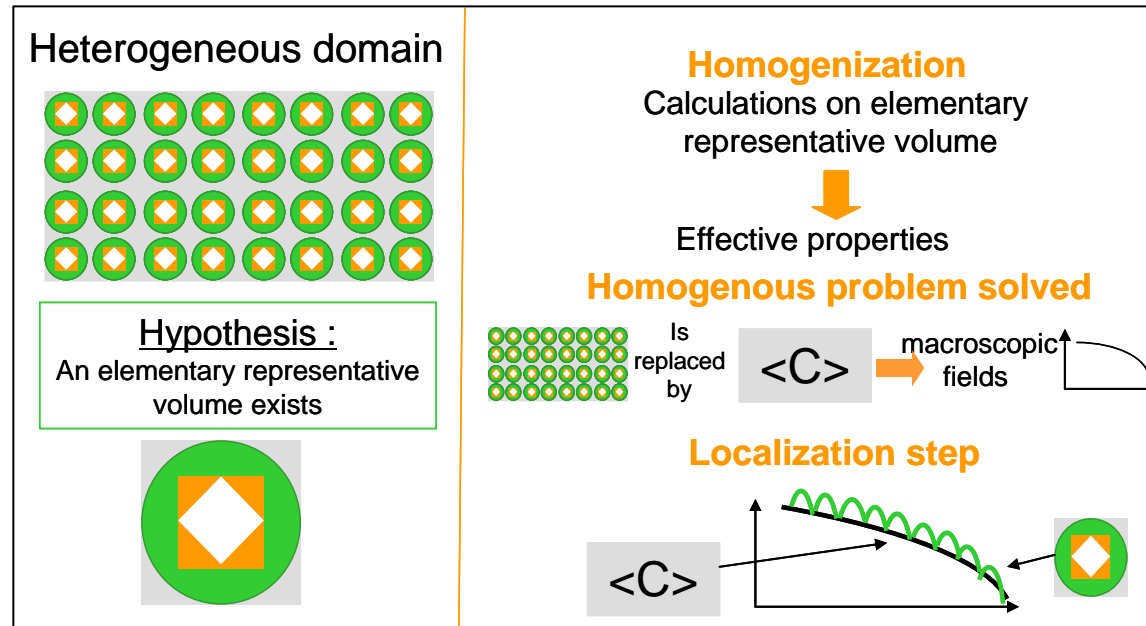 Heterogeneous domain
Hypothesis :
An elementary representative
volume exists
Homogenization
Calculations on elementary
representative volume
Effective properties
Homogenous problem solved
Is
replaced
by
<C>
macroscopic
fields
Localization step
<C>